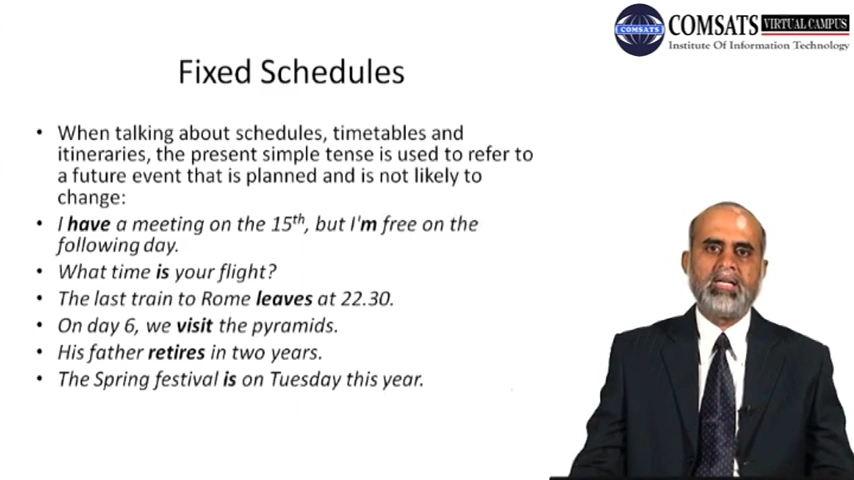 COMSATS VIRTUAL CAMPUS
COMSATS
Institute Of Information Technology
Fixed Schedules
• When talking about schedules, timetables and
itineraries, the present simple tense is used to refer to
a future event that is planned and is not likely to
change:
• I have a meeting on the 15th, but I'm free on the
following day.
• What time is your flight?
• The last train to Rome leaves at 22.30.
• On day 6, we visit the pyramids.
• His father retires in two years.
• The Spring festival is on Tuesday this year.